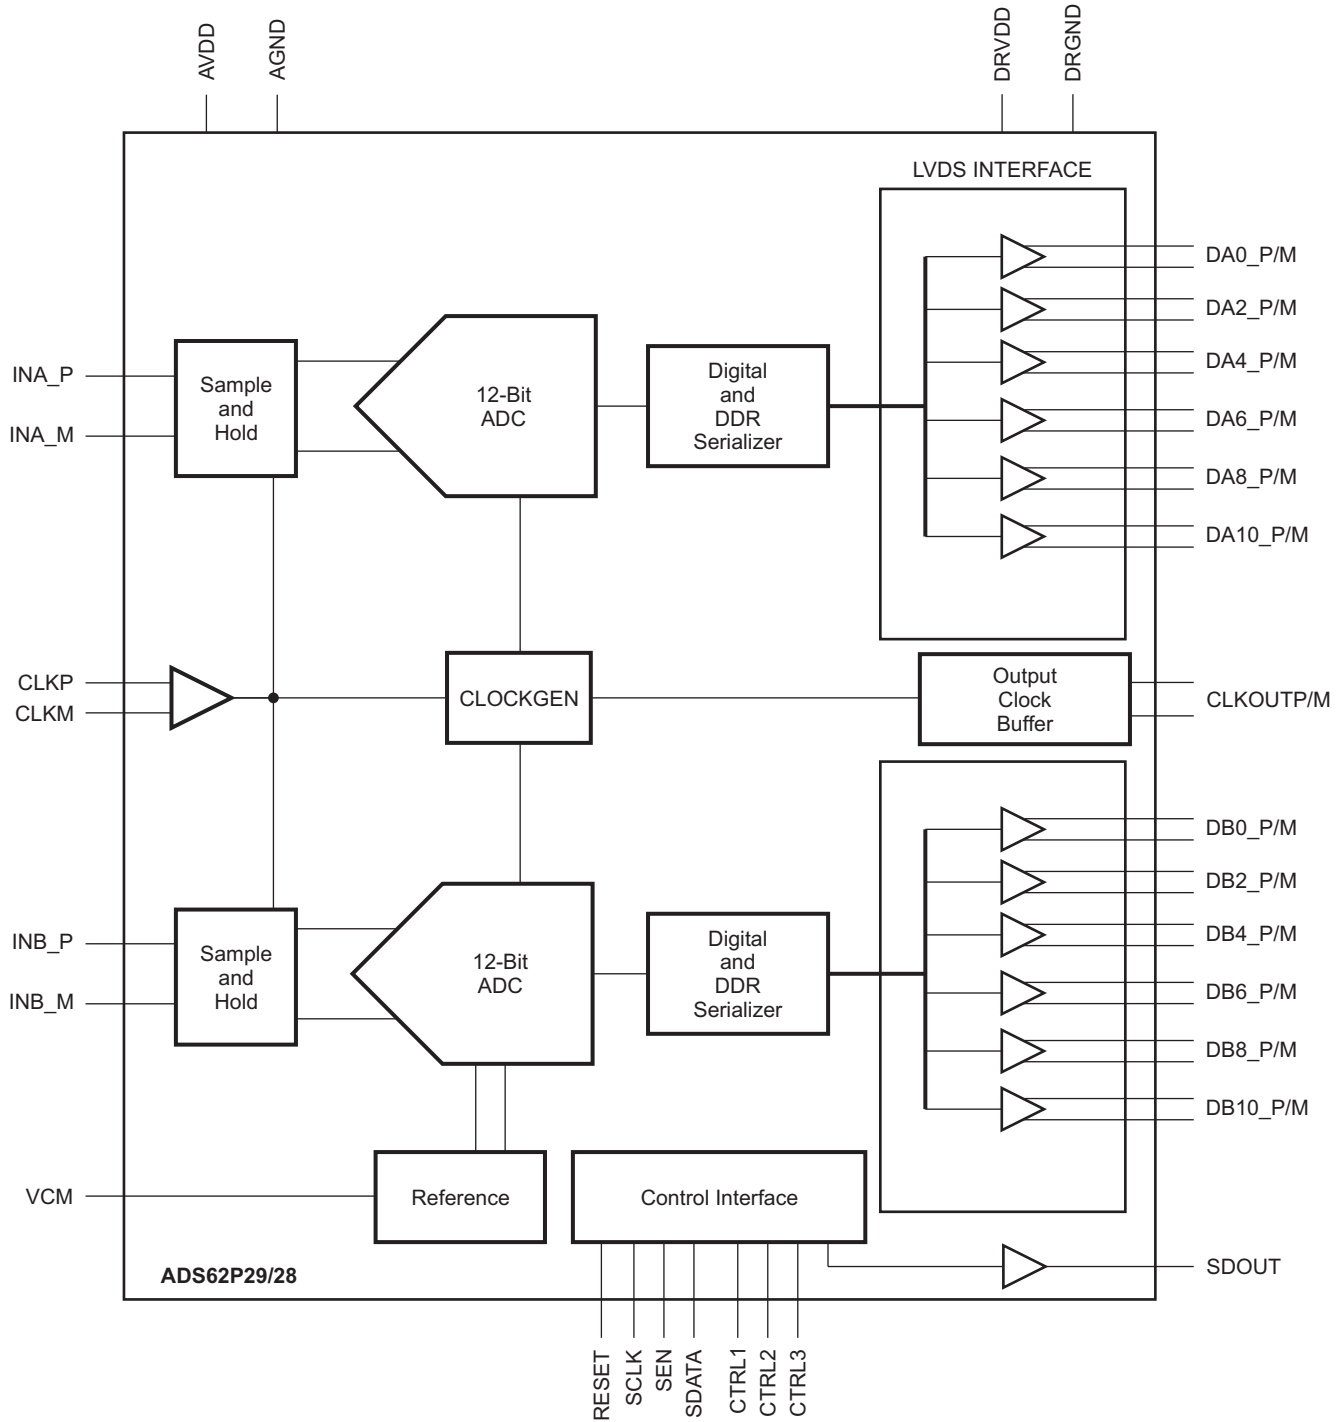 AVDD
AGND
DRVDD
DRGND
LVDS INTERFACE
DA0_P/M
DA2_P/M
DA4_P/M
DA6_P/M
DA8_P/M
DA10_P/M
INA_P
INA_M
Sample
and
Hold
12-Bit
ADC
Digital
and
DDR
Serializer
CLKP
CLKM
CLOCKGEN
Output
Clock
Buffer
CLKOUTP/M
DB0_P/M
DB2_P/M
DB4_P/M
DB6_P/M
DB8_P/M
DB10_P/M
INB_P
INB_M
Sample
and
Hold
12-Bit
ADC
Digital
and
DDR
Serializer
VCM
Reference
Control Interface
SDOUT
ADS62P29/28
RESET
SCLK
SEN
SDATA
CTRL1
CTRL2
CTRL3